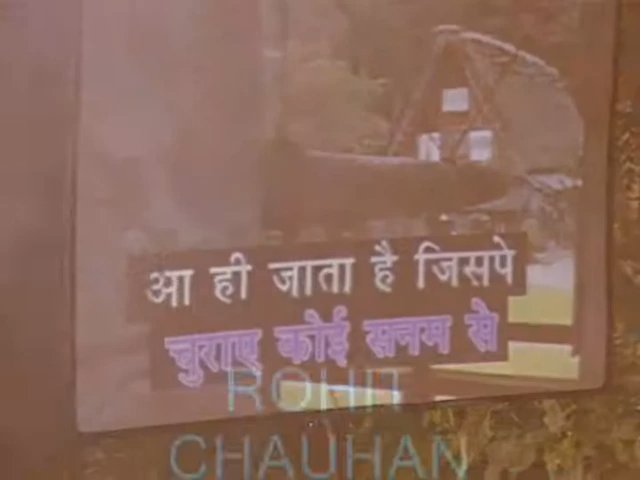 आ ही जाता है जिसपे
चुराए कोई सनम से
ROHIT
CHAUHAN